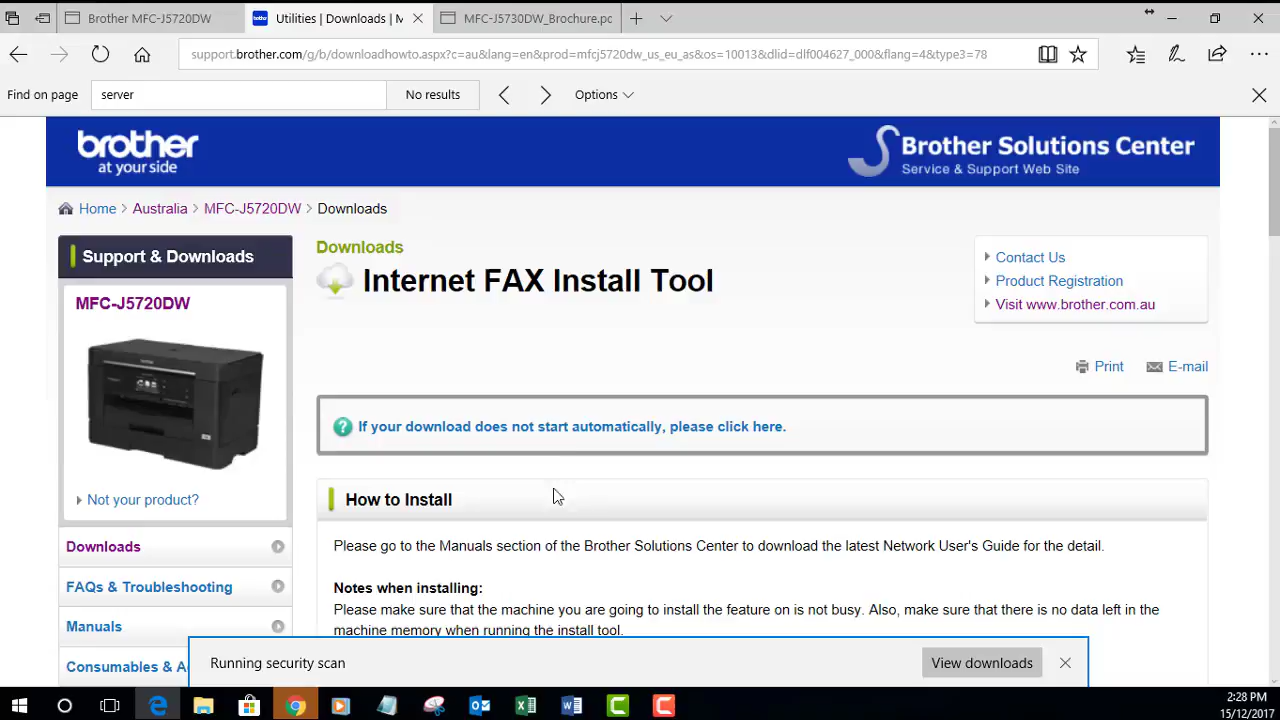 Brother MFC-J5720DW
Utilities | Downloads | M
MFC-J5730DW_Brochure.pd
support.brother.com/g/b/downloadhowto.aspx?c=au&lang=en&prod=mfcj5720dw_us_eu_as&os=10013&dlid=dlf004627_000&flang=4&type3=78
Find on page
server
No results
Options
brother
at your side
Brother Solutions Center
Service & Support Web Site
Home > Australia > MFC-J5720DW > Downloads
Support & Downloads
MFC-J5720DW
Not your product?
Downloads
FAQs & Troubleshooting
Manuals
Consumables & A
Downloads
Internet FAX Install Tool
Contact Us
Product Registration
Visit www.brother.com.au
Print
E-mail
If your download does not start automatically, please click here.
How to Install
Please go to the Manuals section of the Brother Solutions Center to download the latest Network User's Guide for the detail.
Notes when installing:
Please make sure that the machine you are going to install the feature on is not busy. Also, make sure that there is no data left in the
machine memory when running the install tool.
Running security scan
View downloads
2:28 PM
15/12/2017